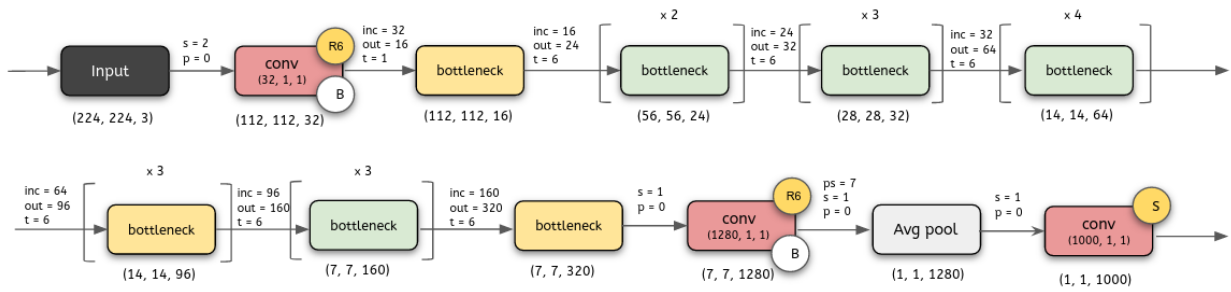 x 2
x 3
x 4
s = 2
p = 0
inc = 32
out = 16
t = 1
inc = 16
out = 24
t = 6
inc = 24
out = 32
t = 6
inc = 32
out = 64
t = 6
Input
conv
(32, 1, 1)
R6
B
bottleneck
bottleneck
bottleneck
bottleneck
(224, 224, 3)
(112, 112, 32)
(112, 112, 16)
(56, 56, 24)
(28, 28, 32)
(14, 14, 64)
x 3
x 3
inc = 64
out = 96
t = 6
inc = 96
out = 160
t = 6
inc = 160
out = 320
t = 6
s = 1
p = 0
ps = 7
s = 1
p = 0
s = 1
p = 0
bottleneck
bottleneck
bottleneck
conv
(1280, 1, 1)
R6
B
Avg pool
conv
(1000, 1, 1)
S
(14, 14, 96)
(7, 7, 160)
(7, 7, 320)
(7, 7, 1280)
(1, 1, 1280)
(1, 1, 1000)